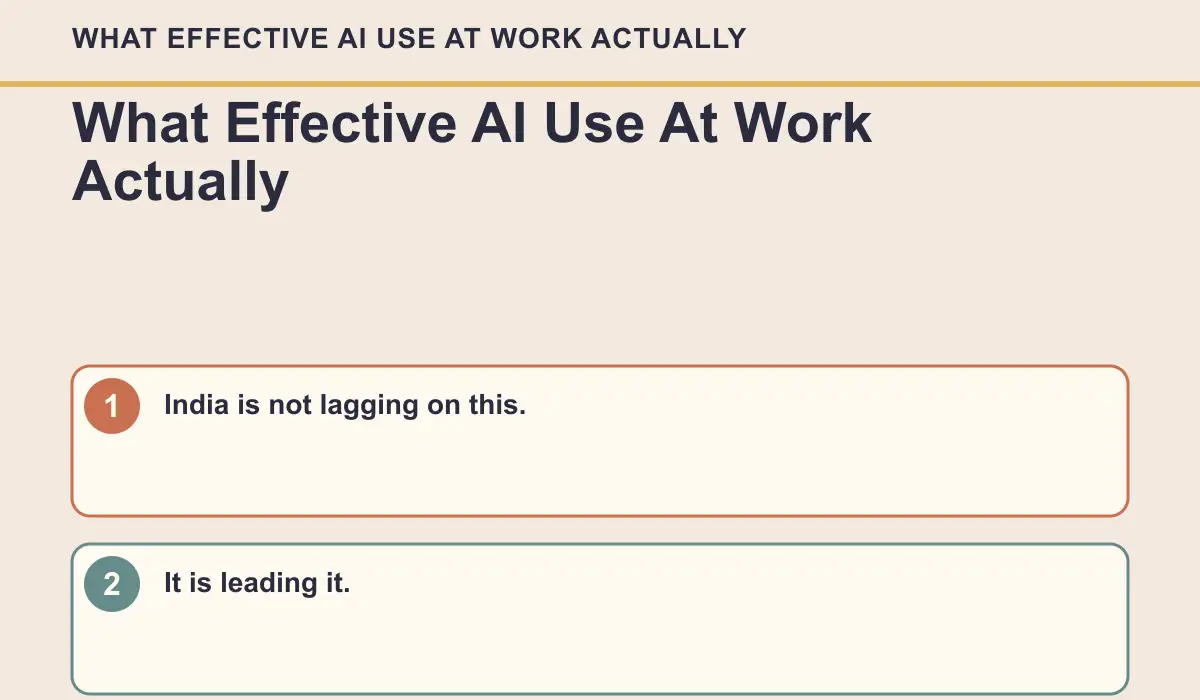 WHAT EFFECTIVE AI USE AT WORK ACTUALLY
What Effective AI Use At Work
Actually
1 India is not lagging on this.
2 It is leading it.